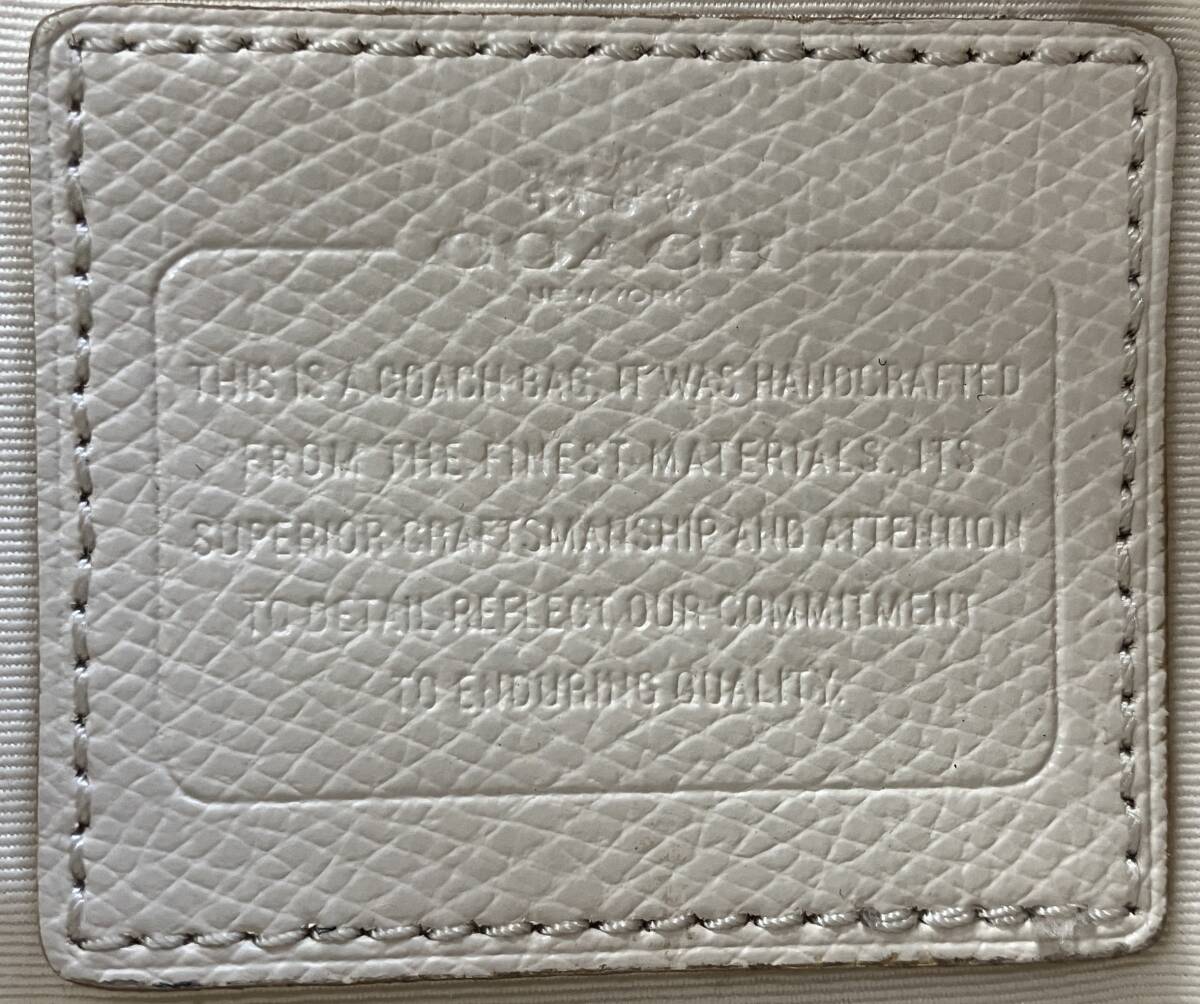 COACH
NEW YORK
THIS IS A COACH BAG. IT WAS HANDCRAFTED
FROM THE FINEST MATERIALS. ITS
SUPERIOR CRAFTSMANSHIP AND ATTENTION
TO DETAIL REFLECT OUR COMMITMENT
TO ENDURING QUALITY.